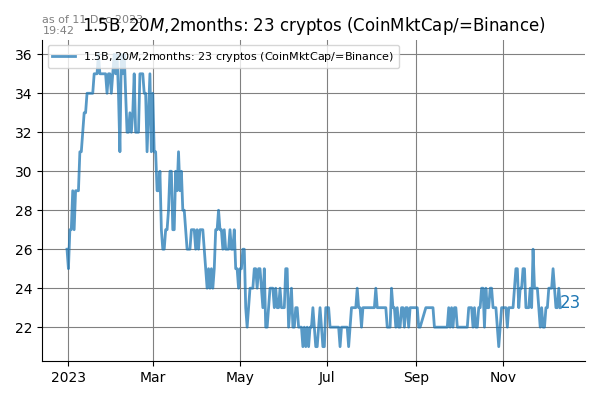 as of 11-Dec-2023
19:42
1.5B, 20M, 2months: 23 cryptos (CoinMktCap/=Binance)
1.5B, 20M, 2months: 23 cryptos (CoinMktCap/=Binance)
36
34
32
30
28
26
24
22
23
2023
Mar
May
Jul
Sep
Nov